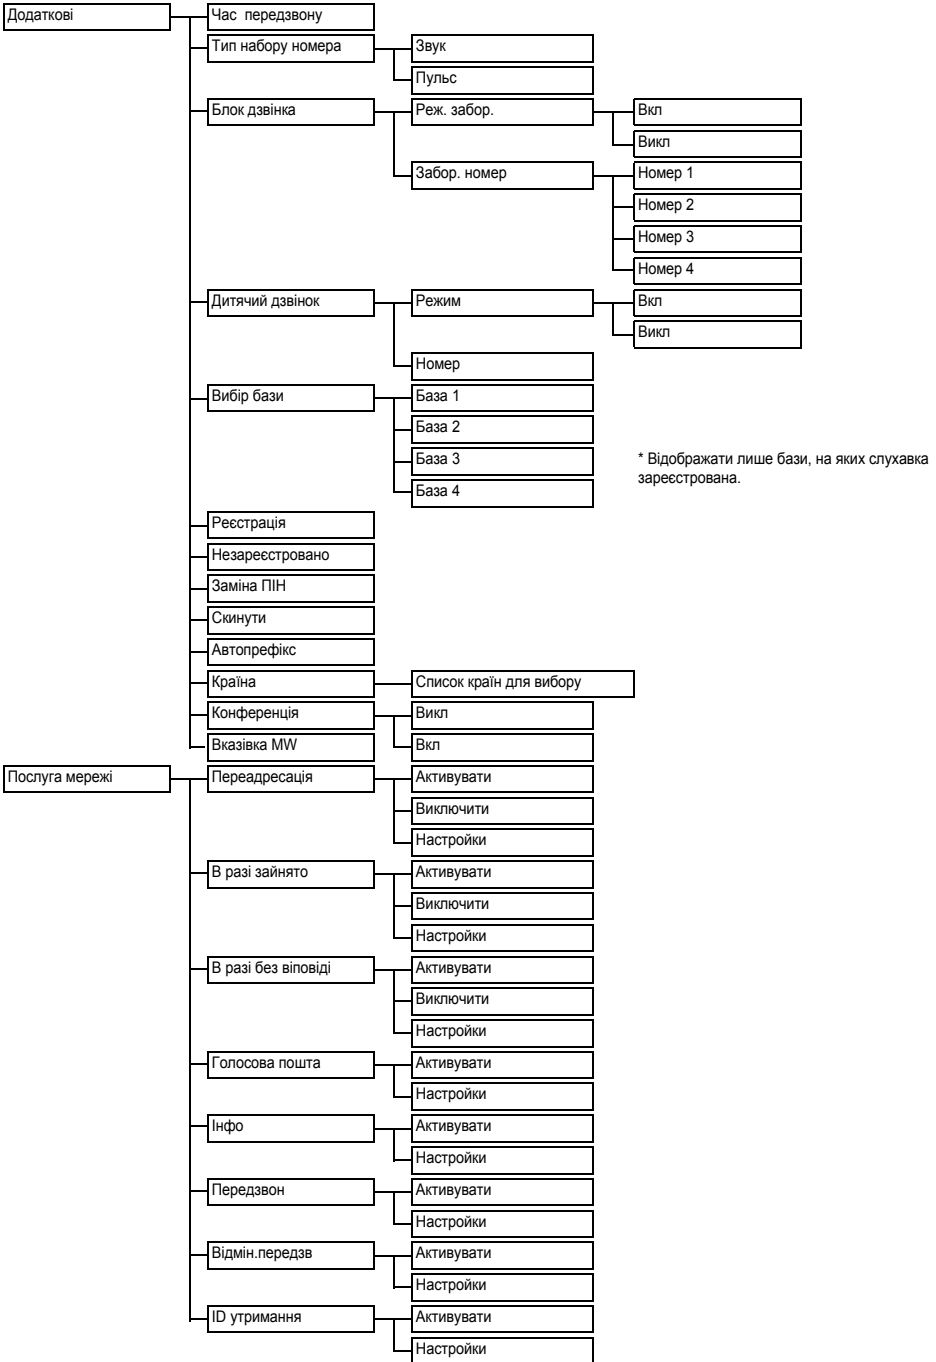 Додаткові
Час передзвону
Тип набору номера
Звук
Пульс
Блок дзвінка
Реж. забор.
Вкл
Викл
Забор. номер
Номер 1
Номер 2
Номер 3
Номер 4
Дитячий дзвінок
Режим
Вкл
Викл
Номер
Вибір бази
База 1
База 2
База 3
База 4
* Відображати лише бази, на яких слухавка
зареєстрована.
Реєстрація
Незареєстровано
Заміна ПІН
Скинути
Автопрефікс
Країна
Список країн для вибору
Конференція
Викл
Вкл
Вказівка MW
Послуга мережі
Переадресація
Активувати
Виключити
Настройки
В разі зайнято
Активувати
Виключити
Настройки
В разі без віповіді
Активувати
Виключити
Настройки
Голосова пошта
Активувати
Настройки
Інфо
Активувати
Настройки
Передзвон
Активувати
Настройки
Відмін.передзв
Активувати
Настройки
ID утримання
Активувати
Настройки